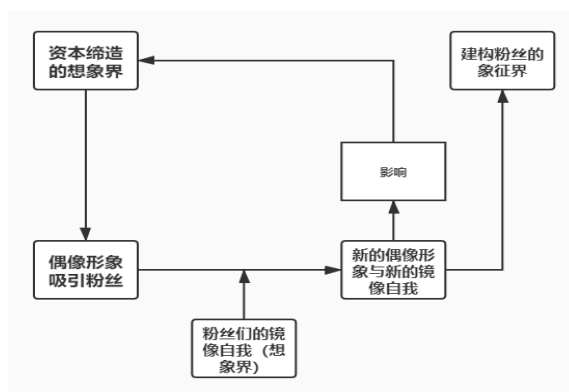 资本缔造
的想象界
建构粉丝的
象征界
影响
偶像形象
吸引粉丝
新的偶像形
象与新的镜
像自我
粉丝们的镜
像自我（想
象界）